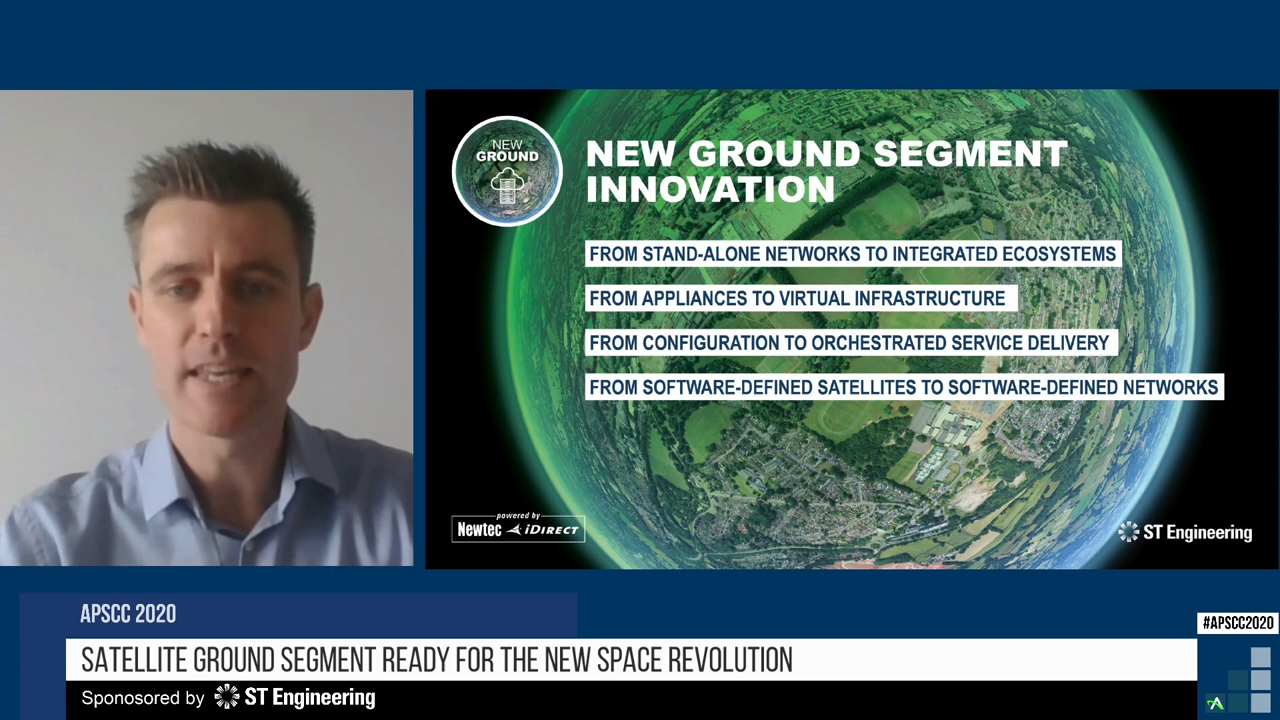 NEW
GROUND
NEW GROUND SEGMENT
INNOVATION
FROM STAND-ALONE NETWORKS TO INTEGRATED ECOSYSTEMS
FROM APPLIANCES TO VIRTUAL INFRASTRUCTURE
FROM CONFIGURATION TO ORCHESTRATED SERVICE DELIVERY
FROM SOFTWARE-DEFINED SATELLITES TO SOFTWARE-DEFINED NETWORKS
powered by
Newtec iDIRECT
ST Engineering
APSCC 2020
#APSCC2020
SATELLITE GROUND SEGMENT READY FOR THE NEW SPACE REVOLUTION
Sponosored by ST Engineering